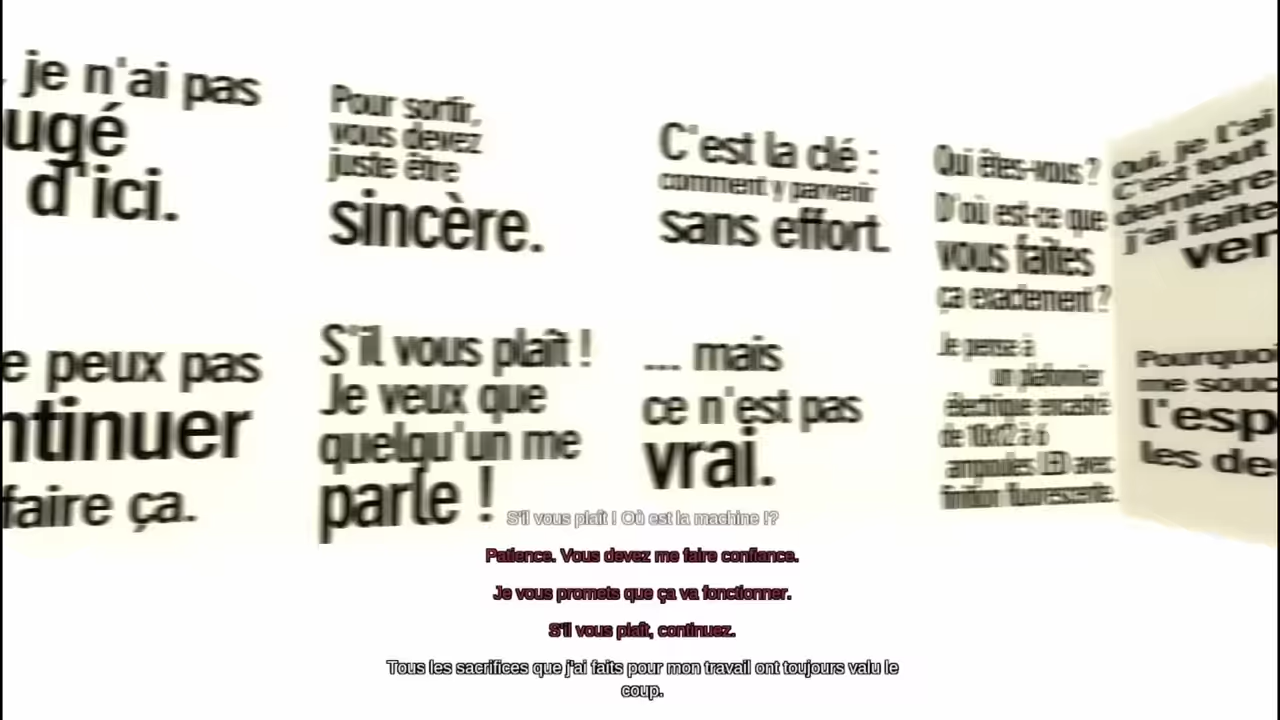 je n'ai pas
ugé
d'ici.
Pour sortir,
vous devez
juste être
sincère.
C'est la clé :
comment y parvenir
sans effort.
Qui êtes-vous ?
D'où est-ce que
vous faites
ça exactement ?
Je pense à
un plafonnier
électrique encastré
de 10x12 à 6
ampoules LED avec
finition fluorescente.
Oui, je l'ai
C'est tout
dernière
j'ai faite
ver
e peux pas
ntinuer
faire ça.
S'il vous plaît !
Je veux que
quelqu'un me
parle !
... mais
ce n'est pas
vrai.
Pourquoi
me souc
l'esp
les de
S'il vous plaît ! Où est la machine !?
Patience. Vous devez me faire confiance.
Je vous promets que ça va fonctionner.
S'il vous plaît, continuez.
Tous les sacrifices que j'ai faits pour mon travail ont toujours valu le
coup.